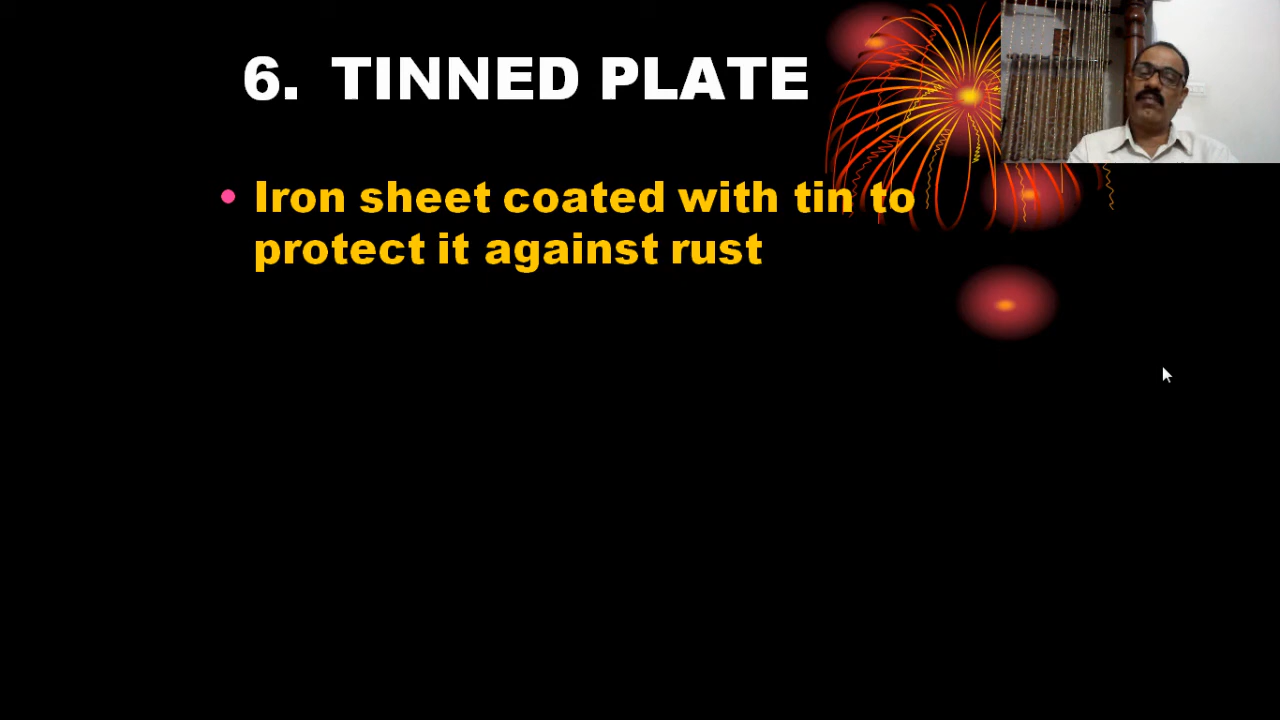 6. TINNED PLATE
• Iron sheet coated with tin to
protect it against rust